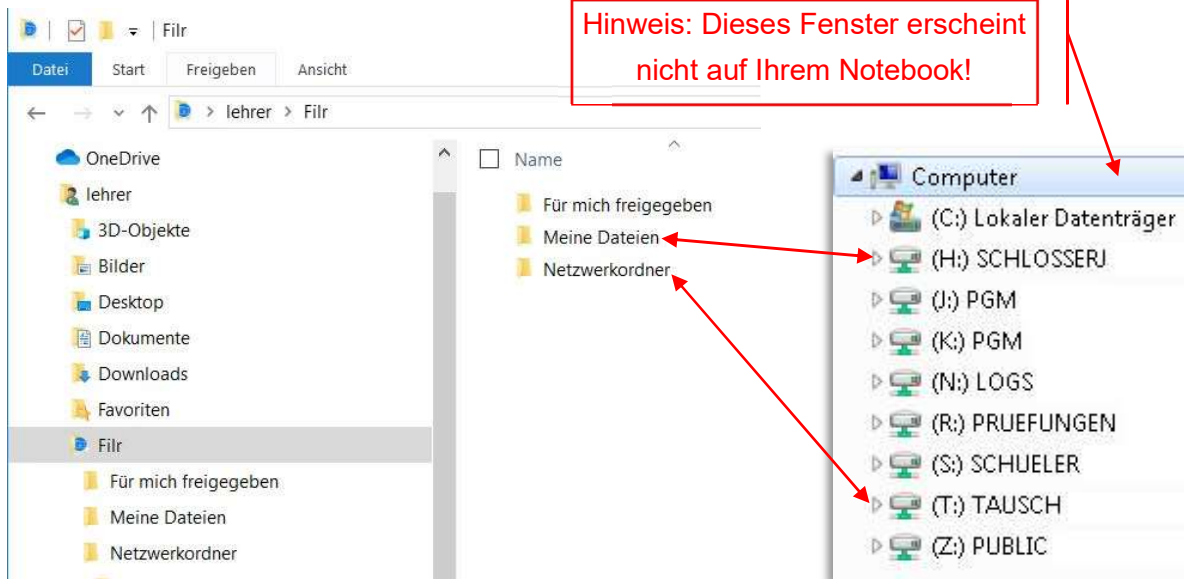 Filr
Hinweis: Dieses Fenster erscheint
nicht auf Ihrem Notebook!
Datei Start Freigeben Ansicht
lehrer > Filr
OneDrive
lehrer
3D-Objekte
Bilder
Desktop
Dokumente
Downloads
Favoriten
Filr
Für mich freigegeben
Meine Dateien
Netzwerkordner
Name
Für mich freigegeben
Meine Dateien
Netzwerkordner
Computer
(C:) Lokaler Datenträger
(H:) SCHLOSSERJ
(J:) PGM
(K:) PGM
(N:) LOGS
(R:) PRUEFUNGEN
(S:) SCHUELER
(T:) TAUSCH
(Z:) PUBLIC